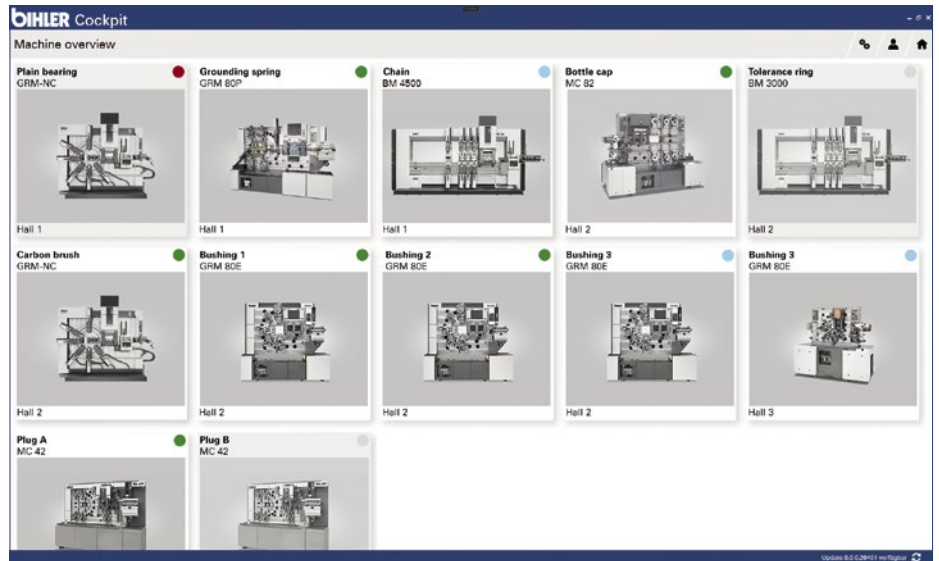 BIHLER Cockpit
Machine overview
Plain bearing
GRM-NC
Hall 1
Grounding spring
GRM 80P
Hall 1
Chain
BM 4500
Hall 1
Bottle cap
MC 82
Hall 2
Tolerance ring
BM 3000
Hall 2
Carbon brush
GRM-NC
Hall 2
Bushing 1
GRM 80E
Hall 2
Bushing 2
GRM 80E
Hall 2
Bushing 3
GRM 80E
Hall 2
Bushing 3
GRM 80E
Hall 3
Plug A
MC 42
Plug B
MC 42
verfügbar